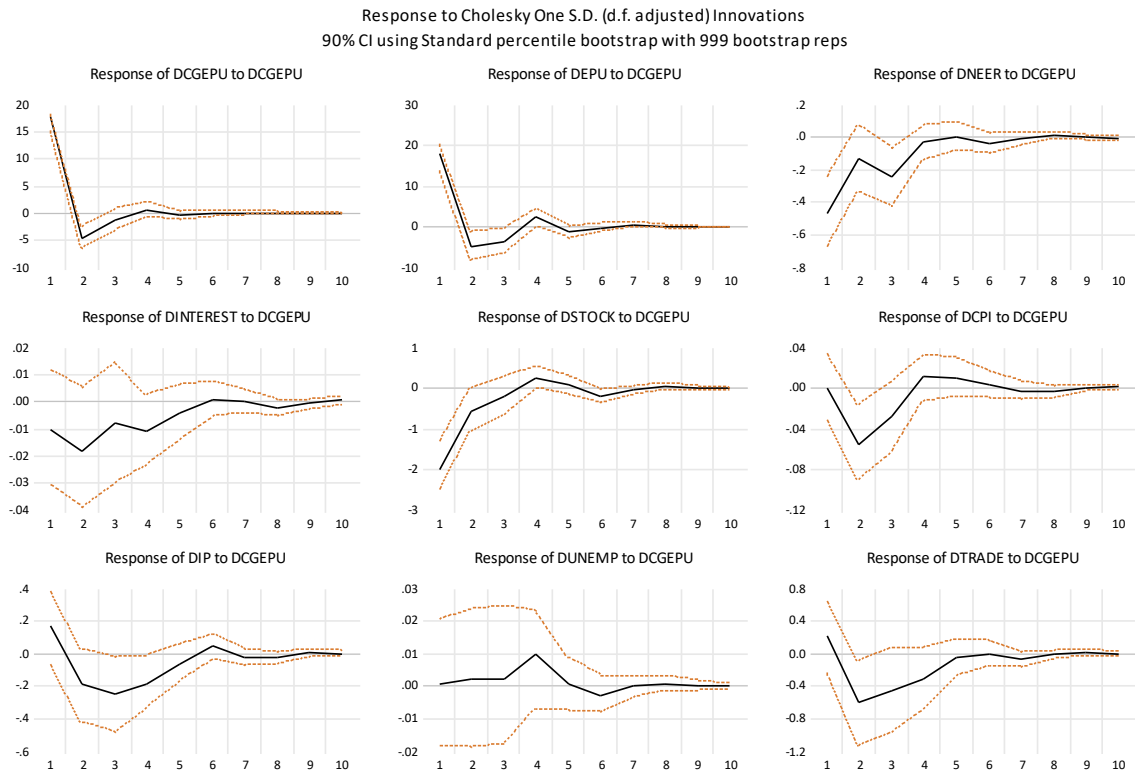 Response to Cholesky One S.D. (d.f. adjusted) Innovations
90% CI using Standard percentile bootstrap with 999 bootstrap reps
Response of DCGEPU to DCGEPU
20
15
10
5
0
-5
-10
1 2 3 4 5 6 7 8 9 10
Response of DEPU to DCGEPU
30
20
10
0
-10
1 2 3 4 5 6 7 8 9 10
Response of DNEER to DCGEPU
.2
.0
-.2
-.4
-.6
-.8
1 2 3 4 5 6 7 8 9 10
Response of DINTEREST to DCGEPU
.02
.01
.00
-.01
-.02
-.03
-.04
1 2 3 4 5 6 7 8 9 10
Response of DSTOCK to DCGEPU
1
0
-1
-2
-3
1 2 3 4 5 6 7 8 9 10
Response of DCPI to DCGEPU
.04
.00
-.04
-.08
-.12
1 2 3 4 5 6 7 8 9 10
Response of DIP to DCGEPU
.4
.2
.0
-.2
-.4
-.6
1 2 3 4 5 6 7 8 9 10
Response of DUNEMP to DCGEPU
.03
.02
.01
.00
-.01
-.02
1 2 3 4 5 6 7 8 9 10
Response of DTRADE to DCGEPU
0.8
0.4
0.0
-0.4
-0.8
-1.2
1 2 3 4 5 6 7 8 9 10